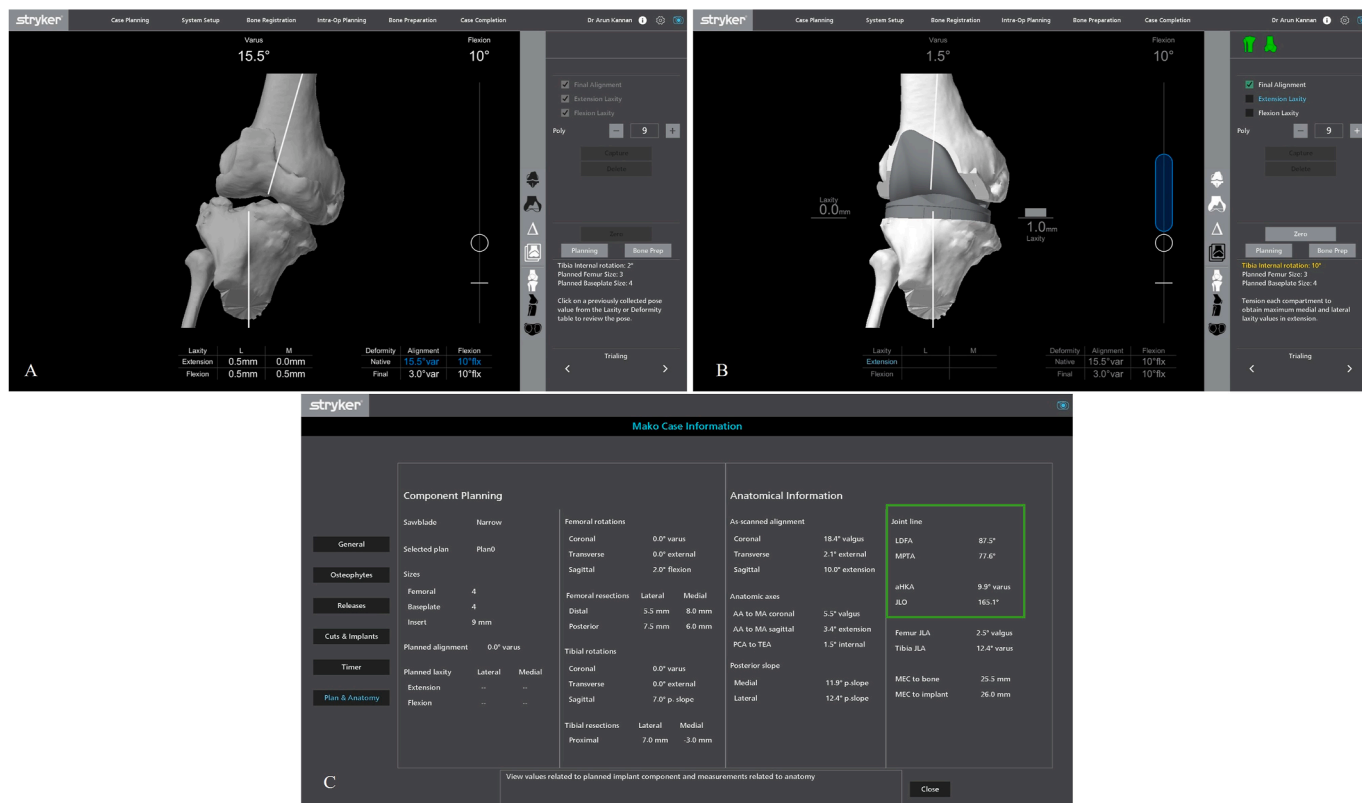 stryker
Case Planning System Setup Bone Registration Intra-Op Planning Bone Preparation Case Completion Dr Arun Kannan
Varus
15.5°
Flexion
10°
Final Alignment
Extension Laxity
Flexion Laxity
Poly − 9 +
Capture
Delete
Zero
Planning Bone Prep
Tibia Internal rotation: 2°
Planned Femur Size: 3
Planned Baseplate Size: 4
Click on a previously collected pose
value from the Laxity or Deformity
table to review the pose.
Trialing
Laxity L M
Extension 0.5mm 0.0mm
Flexion 0.5mm 0.5mm
Deformity Alignment Flexion
Native 15.5°var 10°flx
Final 3.0°var 10°flx
A
stryker
Case Planning System Setup Bone Registration Intra-Op Planning Bone Preparation Case Completion Dr Arun Kannan
Varus
1.5°
Flexion
10°
Laxity
0.0mm
1.0mm
Laxity
Final Alignment
Extension Laxity
Flexion Laxity
Poly − 9 +
Capture
Delete
Zero
Planning Bone Prep
Tibia Internal rotation: 10°
Planned Femur Size: 3
Planned Baseplate Size: 4
Tension each compartment to
obtain maximum medial and lateral
laxity values in extension.
Trialing
Laxity L M
Extension
Flexion
Deformity Alignment Flexion
Native 15.5°var 10°flx
Final 3.0°var 10°flx
B
stryker
Mako Case Information
General
Osteophytes
Releases
Cuts & Implants
Timer
Plan & Anatomy
Component Planning
Sawblade Narrow
Selected plan Plan0
Sizes
Femoral 4
Baseplate 4
Insert 9 mm
Planned alignment 0.0° varus
Planned laxity Lateral Medial
Extension -- --
Flexion -- --
Femoral rotations
Coronal 0.0° varus
Transverse 0.0° external
Sagittal 2.0° flexion
Femoral resections Lateral Medial
Distal 5.5 mm 8.0 mm
Posterior 7.5 mm 6.0 mm
Tibial rotations
Coronal 0.0° varus
Transverse 0.0° external
Sagittal 7.0° p. slope
Tibial resections Lateral Medial
Proximal 7.0 mm -3.0 mm
Anatomical Information
As-scanned alignment
Coronal 18.4° valgus
Transverse 2.1° external
Sagittal 10.0° extension
Anatomic axes
AA to MA coronal 5.5° valgus
AA to MA sagittal 3.4° extension
PCA to TEA 1.5° internal
Posterior slope
Medial 11.9° p.slope
Lateral 12.4° p.slope
Joint line
LDFA 87.5°
MPTA 77.6°
aHKA 9.9° varus
JLO 165.1°
Femur JLA 2.5° valgus
Tibia JLA 12.4° varus
MEC to bone 25.5 mm
MEC to implant 26.0 mm
View values related to planned implant component and measurements related to anatomy
Close
C